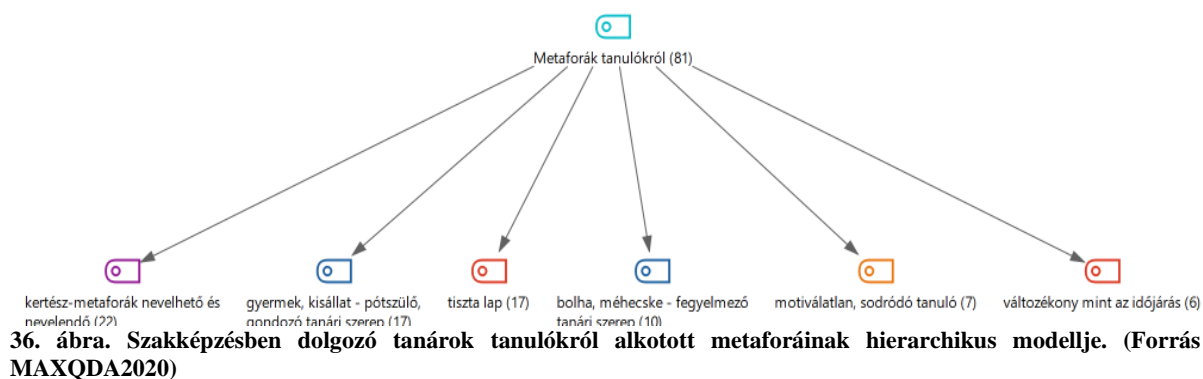 Metaforák tanulókról (81)
kertész-metaforák nevelhető és
nevelendő (22)
gyermek, kisállat - pótszülő,
gondozó tanári szerep (17)
tiszta lap (17)
bolha, méhecske - fegyelmező
tanári szerep (10)
motiválatlan, sodródó tanuló (7)
változékony mint az időjárás (6)
36. ábra. Szakképzésben dolgozó tanárok tanulókról alkotott metaforáinak hierarchikus modellje. (Forrás
MAXQDA2020)